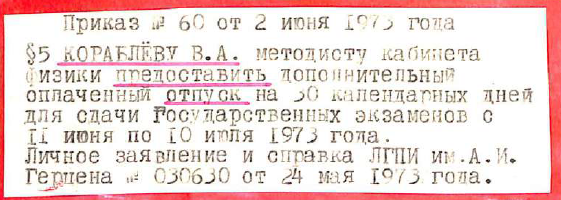 Приказ № 60 от 2 июня 1973 года
§5 КОРАБЛЁВУ В.А. методисту кабинета
физики предоставить дополнительный
оплаченный отпуск на 30 календарных дней
для сдачи Государственных экзаменов с
II июня по 10 июля 1973 года.
Личное заявление и справка ЛГПИ им.А.И.
Герцена № 030630 от 24 мая 1973 года.